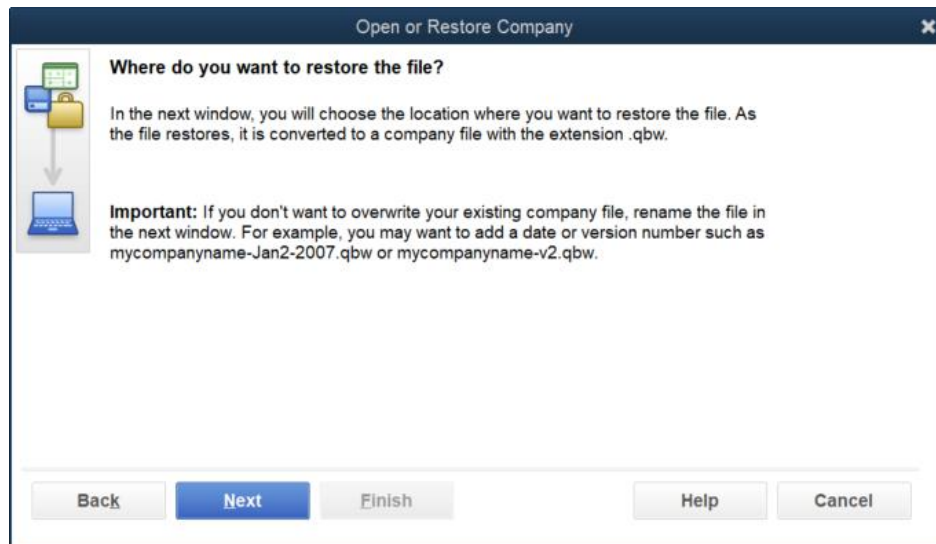 Open or Restore Company
Where do you want to restore the file?
In the next window, you will choose the location where you want to restore the file. As
the file restores, it is converted to a company file with the extension .qbw.
Important: If you don't want to overwrite your existing company file, rename the file in
the next window. For example, you may want to add a date or version number such as
mycompanyname-Jan2-2007.qbw or mycompanyname-v2.qbw.
Back Next Finish Help Cancel